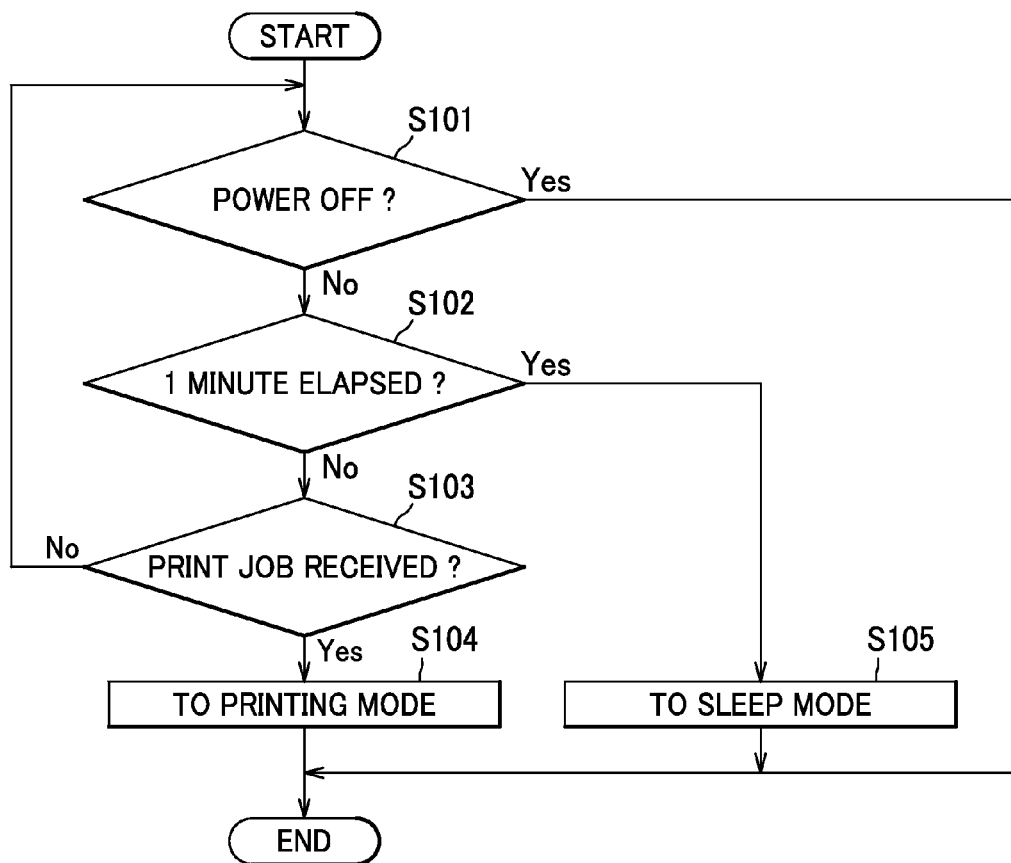 START
S101
POWER OFF ?
Yes
No
S102
1 MINUTE ELAPSED ?
Yes
No
S103
PRINT JOB RECEIVED ?
No
Yes
S104
TO PRINTING MODE
S105
TO SLEEP MODE
END